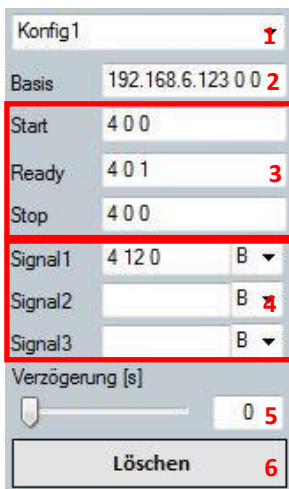 Konfig1 1
Basis 192.168.6.123 0 0 2
Start 4 0 0
Ready 4 0 1 3
Stop 4 0 0
Signal1 4 12 0 B
Signal2 B 4
Signal3 B
Verzögerung [s]
0 5
Löschen 6